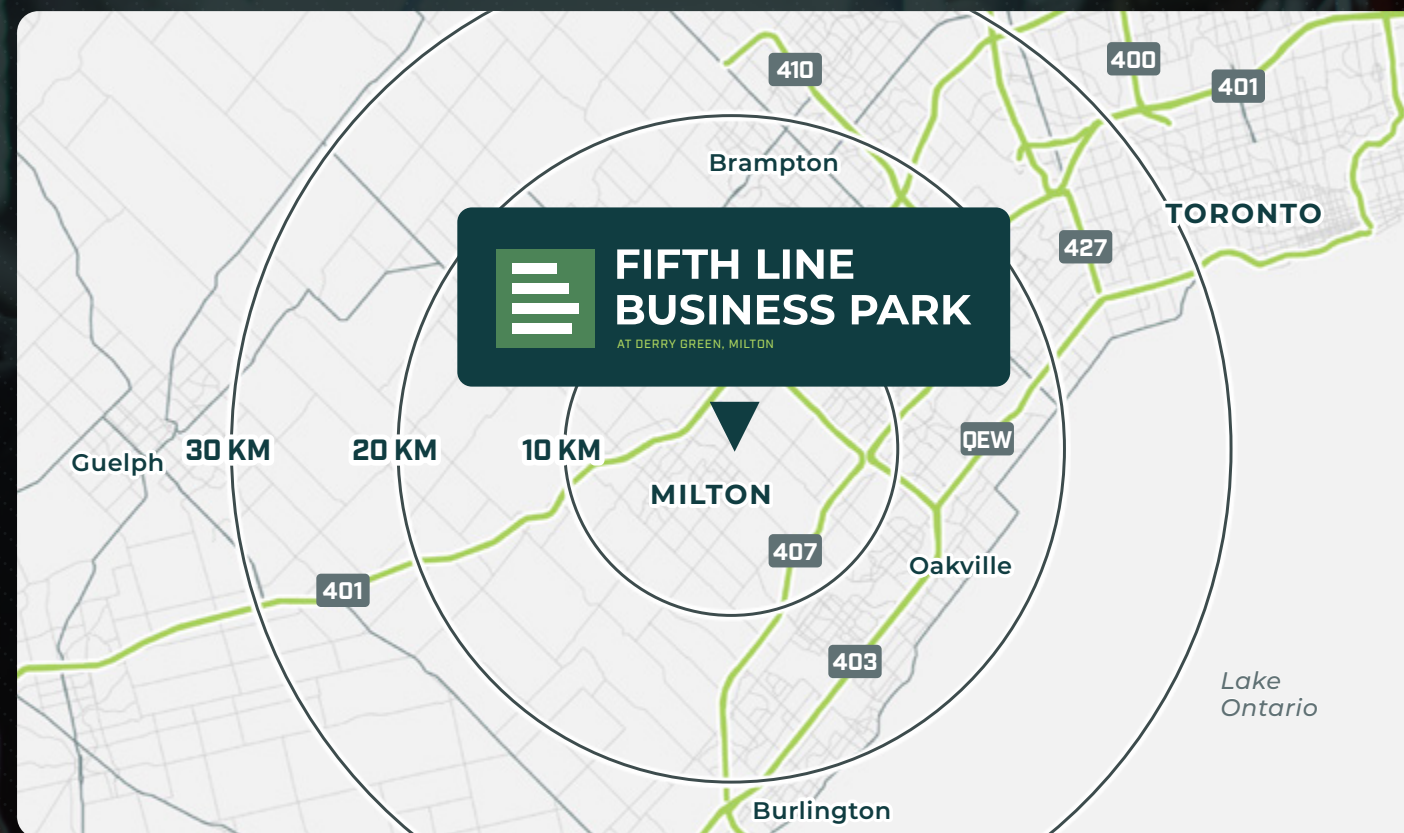 410
400
401
Brampton
TORONTO
427
FIFTH LINE
BUSINESS PARK
AT DERRY GREEN, MILTON
Guelph
30 KM
20 KM
10 KM
QEW
MILTON
407
Oakville
401
403
Lake
Ontario
Burlington